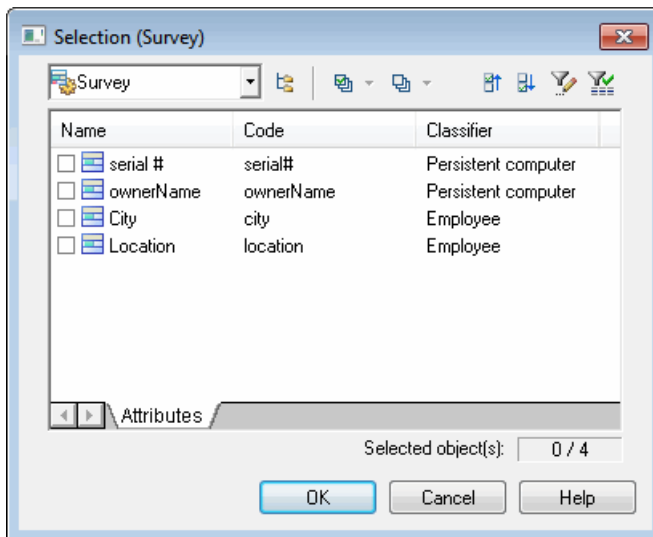 Selection (Survey)
Survey
Name Code Classifier
serial # serial# Persistent computer
ownerName ownerName Persistent computer
City city Employee
Location location Employee
Attributes
Selected object(s): 0 / 4
OK Cancel Help